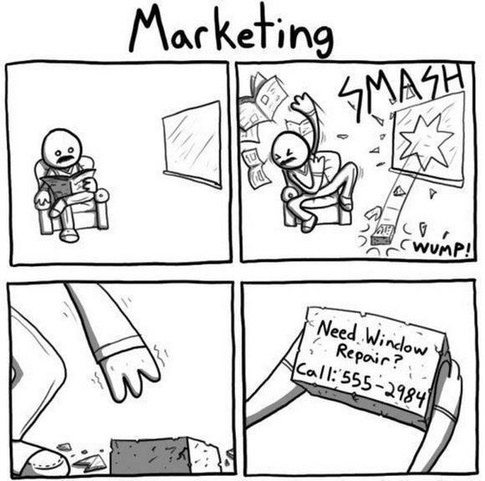 Marketing
SMASH
WUMP!
Need Window
Repair?
Call: 555-2984